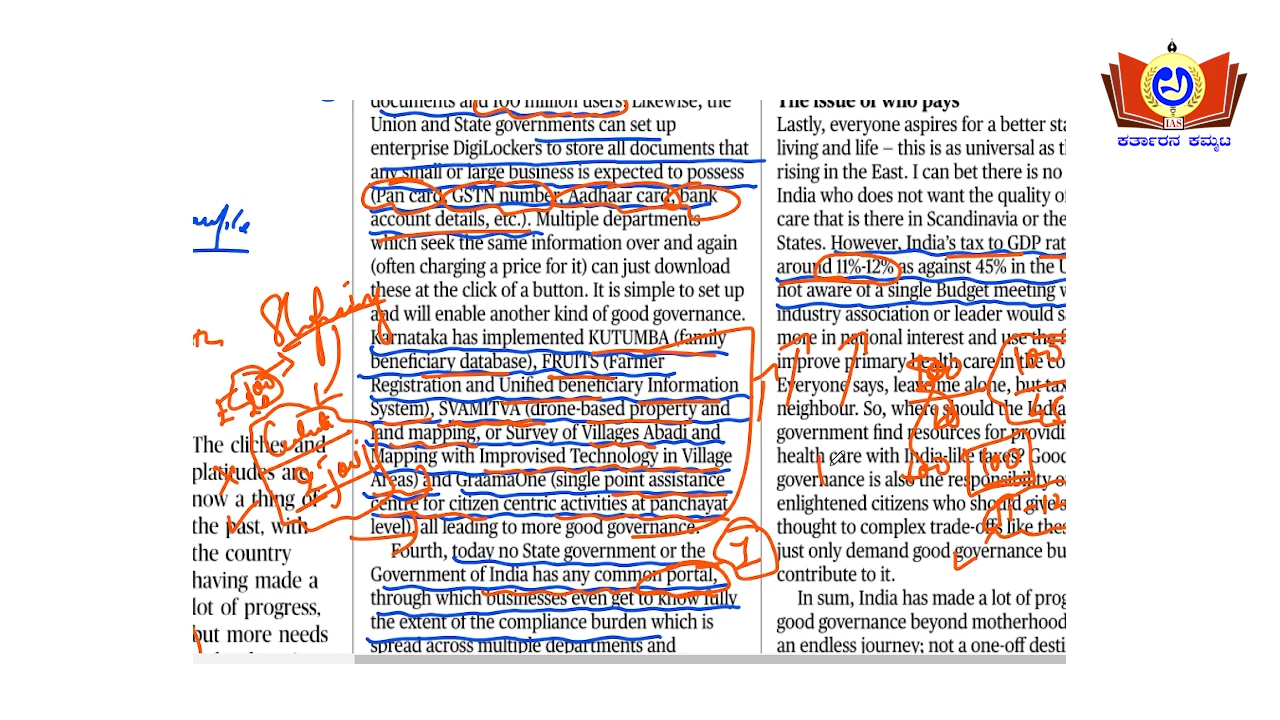 IAS
ಕರ್ತಾರನ ಕಮ್ಮಟ
The cliches and
platitudes are
now a thing of
the past, with
the country
having made a
lot of progress,
but more needs
documents and 100 million users. Likewise, the
Union and State governments can set up
enterprise DigiLockers to store all documents that
any small or large business is expected to possess
(Pan card, GSTN number, Aadhaar card, bank
account details, etc.). Multiple departments
which seek the same information over and again
(often charging a price for it) can just download
these at the click of a button. It is simple to set up
and will enable another kind of good governance.
Karnataka has implemented KUTUMBA (family
beneficiary database), FRUITS (Farmer
Registration and Unified beneficiary Information
System), SVAMITVA (drone-based property and
and mapping, or Survey of Villages Abadi and
Mapping with Improvised Technology in Village
Areas) and GraamaOne (single point assistance
centre for citizen centric activities at panchayat
level), all leading to more good governance.
Fourth, today no State government or the
Government of India has any common portal,
through which businesses even get to know fully
the extent of the compliance burden which is
spread across multiple departments and
1
The issue of who pays
Lastly, everyone aspires for a better sta
living and life – this is as universal as t
rising in the East. I can bet there is no
India who does not want the quality of
care that is there in Scandinavia or the
States. However, India's tax to GDP rat
around 11%-12% as against 45% in the U
not aware of a single Budget meeting w
industry association or leader would s
more in national interest and use the f
improve primary health care in the co
Everyone says, leave me alone, but tax
neighbour. So, where should the India
government find resources for providi
health care with India-like taxes? Good
governance is also the responsibility o
enlightened citizens who should give s
thought to complex trade-offs like thes
just only demand good governance bu
contribute to it.
In sum, India has made a lot of prog
good governance beyond motherhood
an endless journey; not a one-off desti
100
45
100